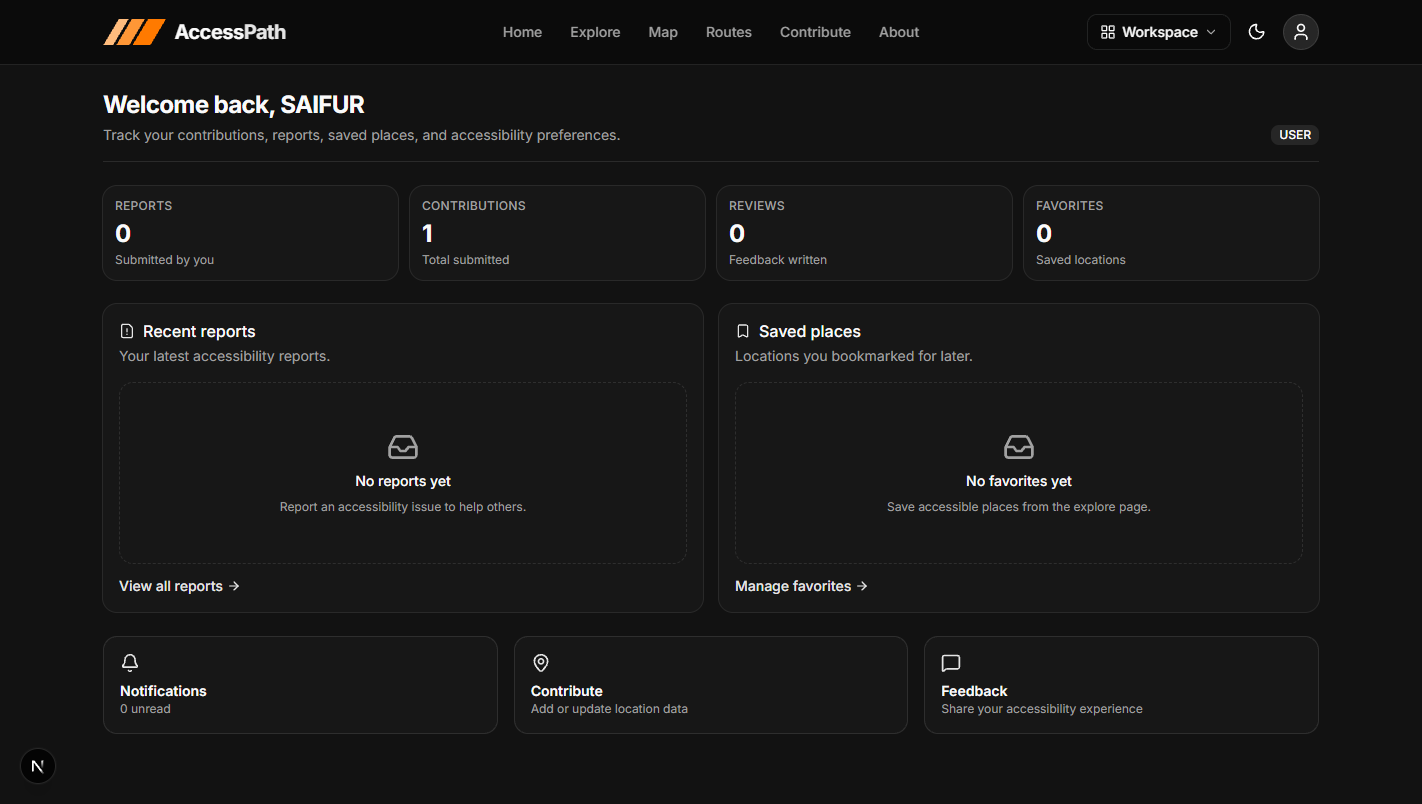 AccessPath
Home Explore Map Routes Contribute About
Workspace
Welcome back, SAIFUR
Track your contributions, reports, saved places, and accessibility preferences.
USER
REPORTS
0
Submitted by you
CONTRIBUTIONS
1
Total submitted
REVIEWS
0
Feedback written
FAVORITES
0
Saved locations
Recent reports
Your latest accessibility reports.
No reports yet
Report an accessibility issue to help others.
View all reports →
Saved places
Locations you bookmarked for later.
No favorites yet
Save accessible places from the explore page.
Manage favorites →
Notifications
0 unread
Contribute
Add or update location data
Feedback
Share your accessibility experience
N